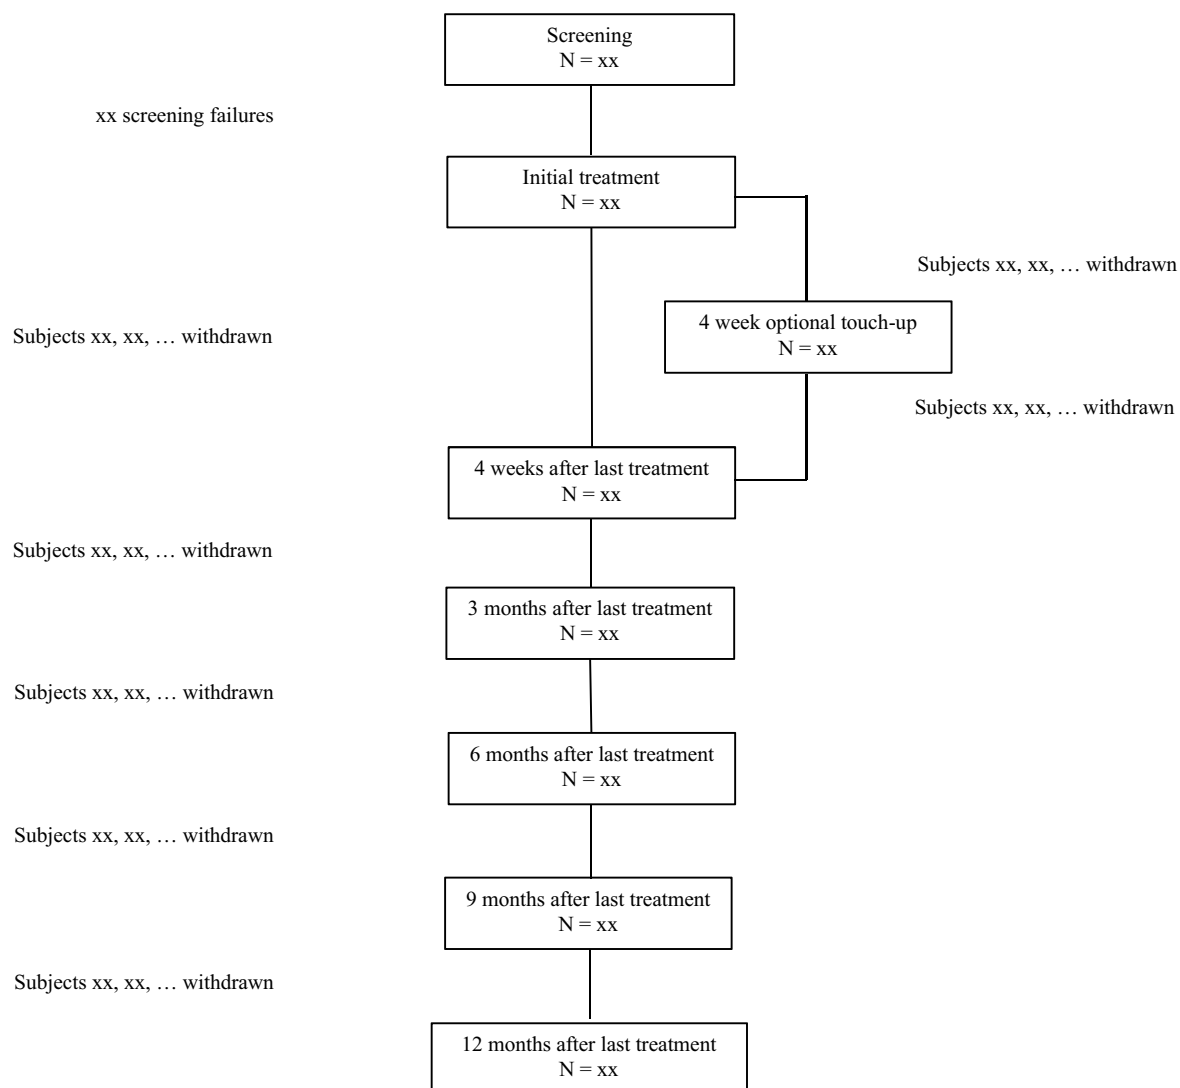 Screening
N = xx
xx screening failures
Initial treatment
N = xx
Subjects xx, xx, … withdrawn
4 week optional touch-up
N = xx
Subjects xx, xx, … withdrawn
Subjects xx, xx, … withdrawn
4 weeks after last treatment
N = xx
Subjects xx, xx, … withdrawn
3 months after last treatment
N = xx
Subjects xx, xx, … withdrawn
6 months after last treatment
N = xx
Subjects xx, xx, … withdrawn
9 months after last treatment
N = xx
Subjects xx, xx, … withdrawn
12 months after last treatment
N = xx